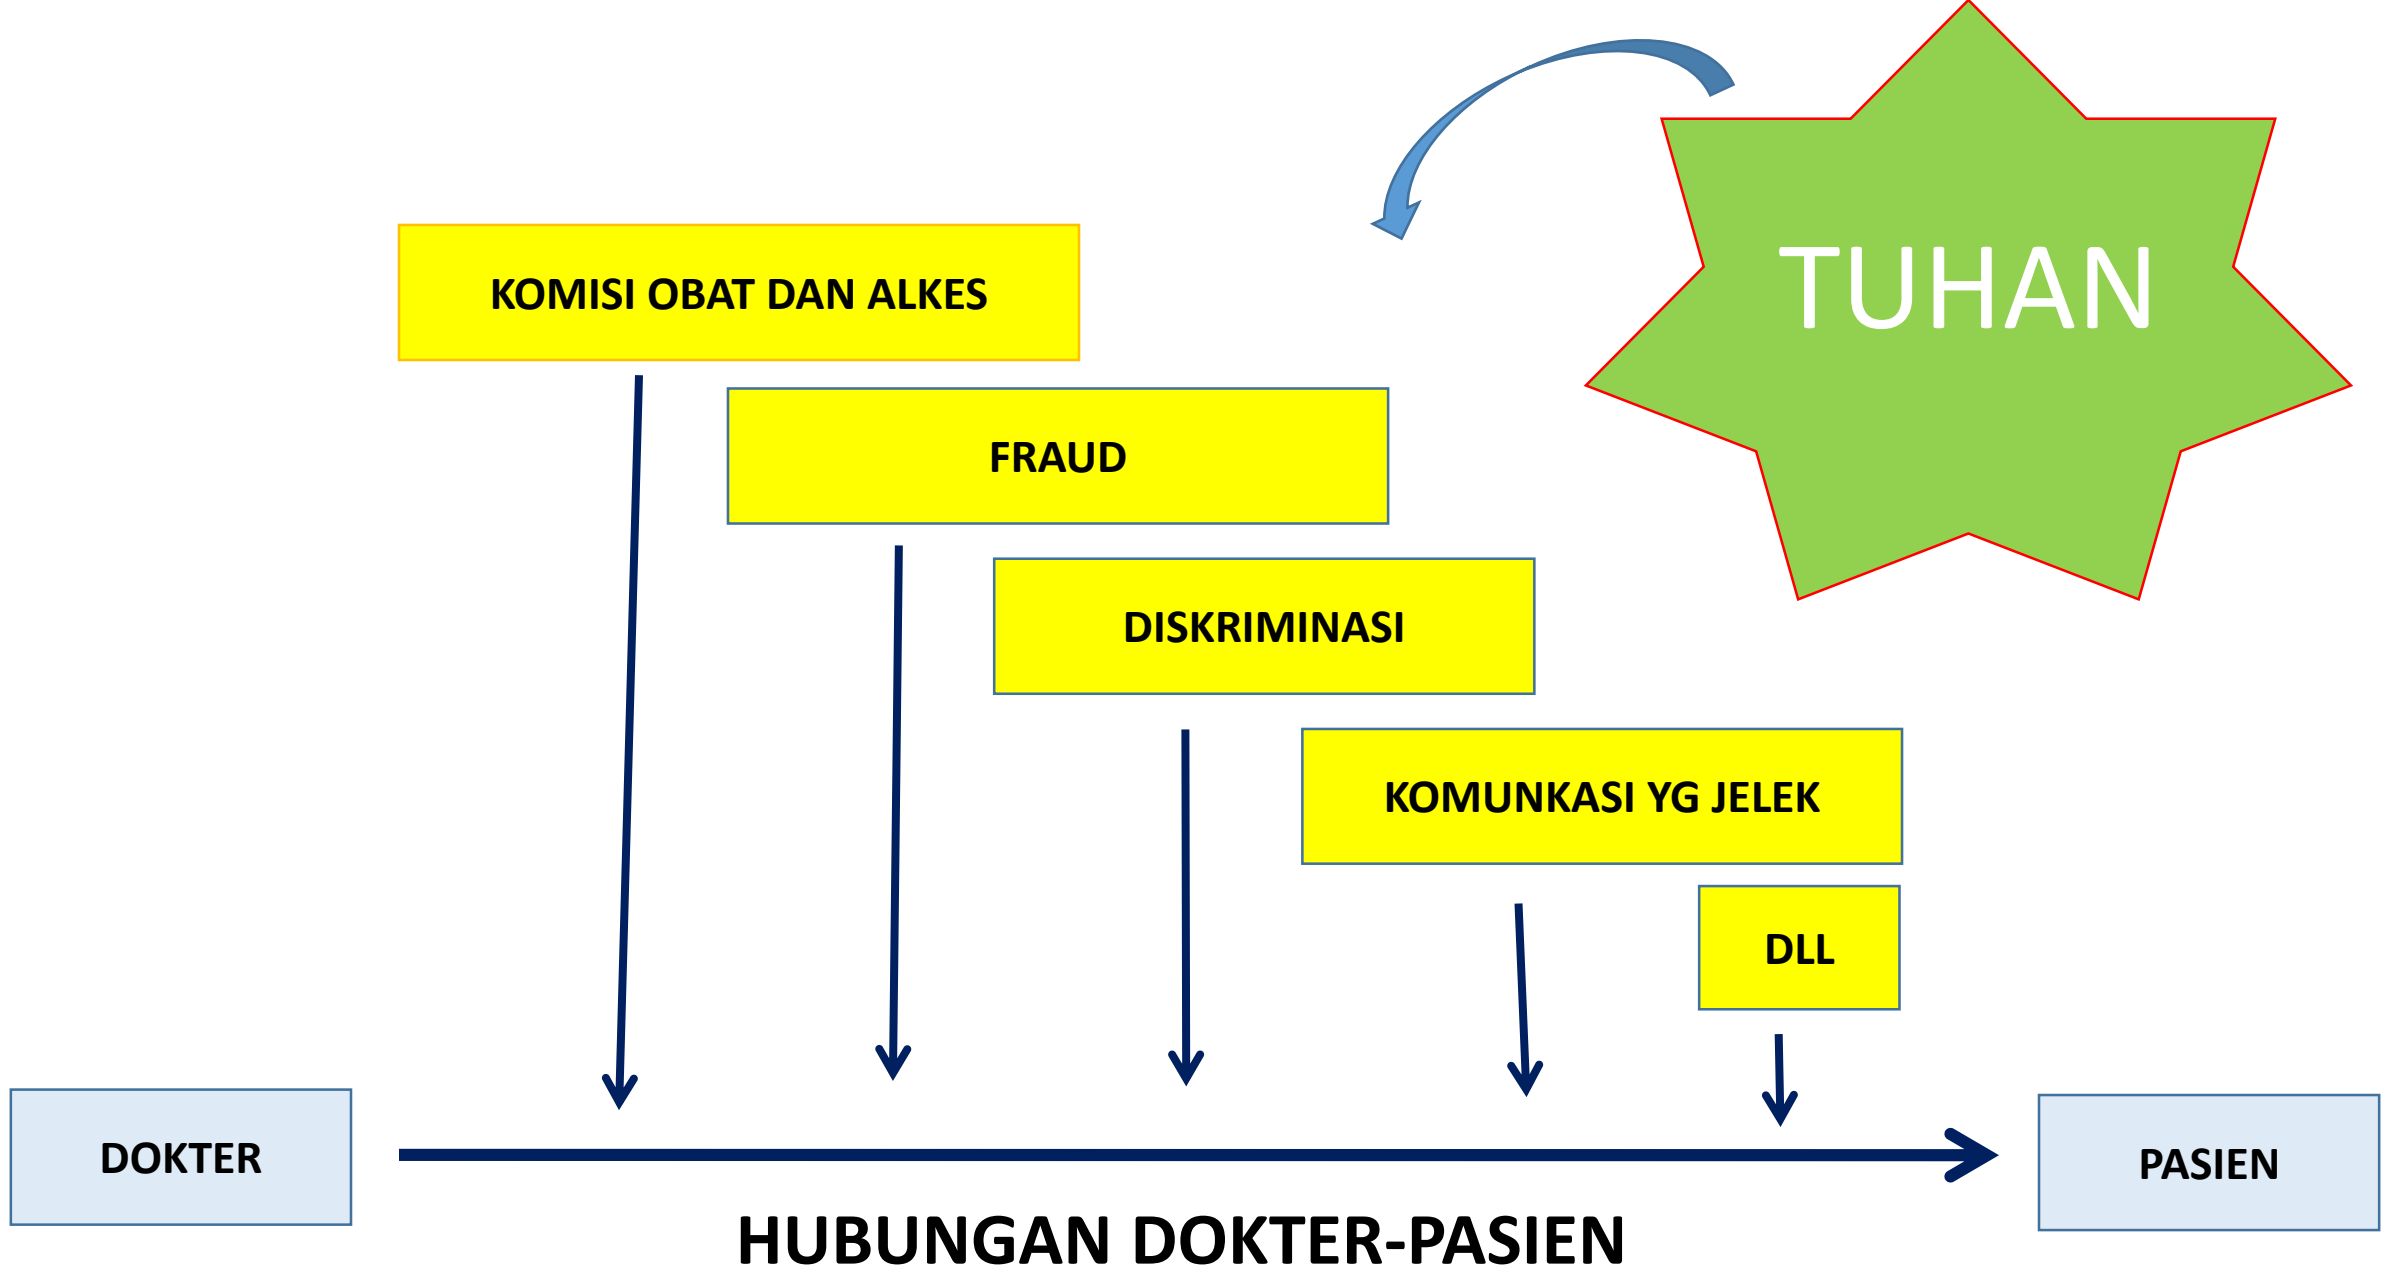 TUHAN
KOMISI OBAT DAN ALKES
FRAUD
DISKRIMINASI
KOMUNKASI YG JELEK
DLL
DOKTER
PASIEN
HUBUNGAN DOKTER-PASIEN